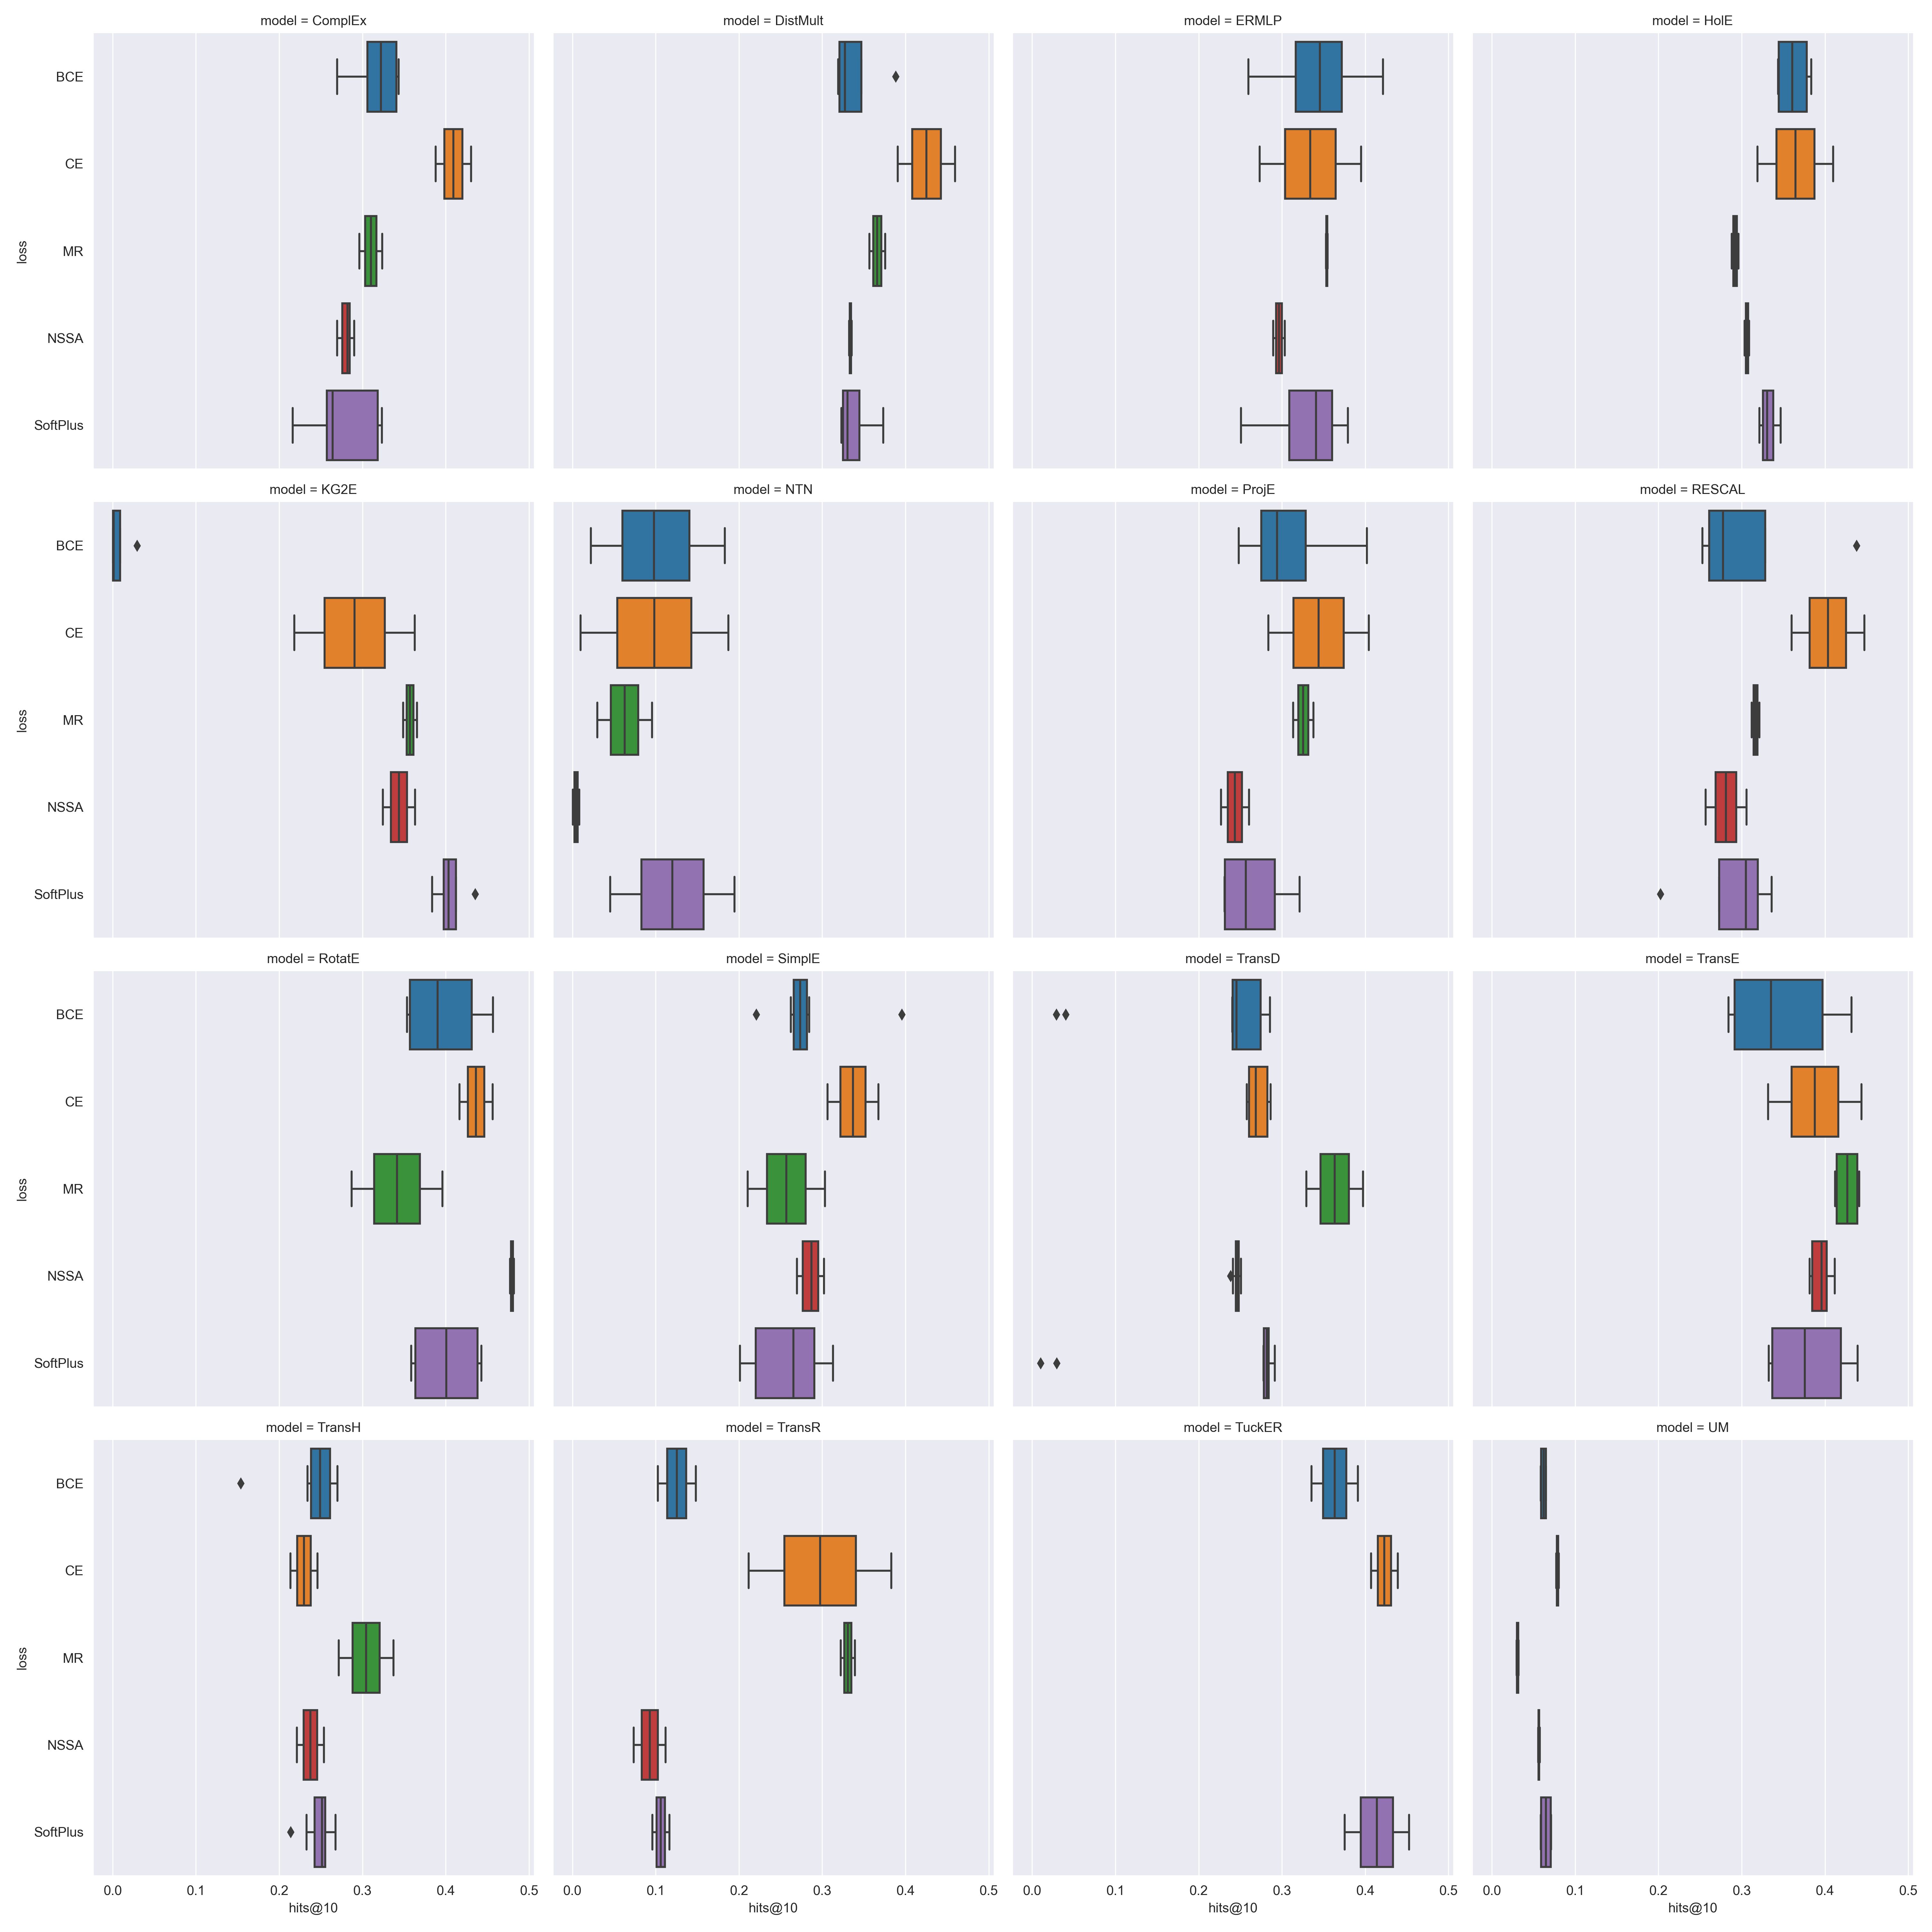 model = ComplEx
model = DistMult
model = ERMLP
model = HolE
BCE
CE
MR
NSSA
SoftPlus
loss
model = KG2E
model = NTN
model = ProjE
model = RESCAL
BCE
CE
MR
NSSA
SoftPlus
loss
model = RotatE
model = SimplE
model = TransD
model = TransE
BCE
CE
MR
NSSA
SoftPlus
loss
model = TransH
model = TransR
model = TuckER
model = UM
BCE
CE
MR
NSSA
SoftPlus
loss
0.0 0.1 0.2 0.3 0.4 0.5
hits@10
0.0 0.1 0.2 0.3 0.4 0.5
hits@10
0.0 0.1 0.2 0.3 0.4 0.5
hits@10
0.0 0.1 0.2 0.3 0.4 0.5
hits@10